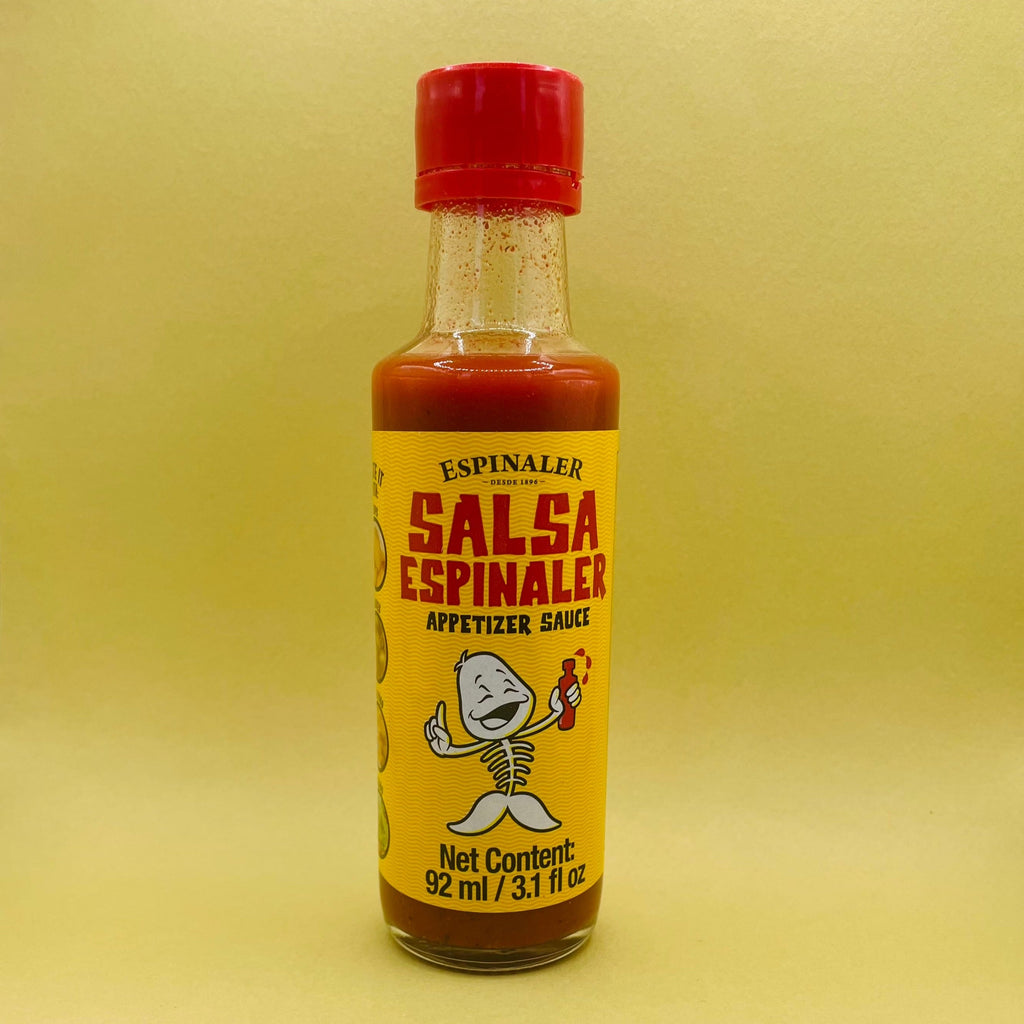 ESPINALER
DESDE 1896
SALSA
ESPINALER
APPETIZER SAUCE
Net Content:
92 ml / 3.1 fl oz